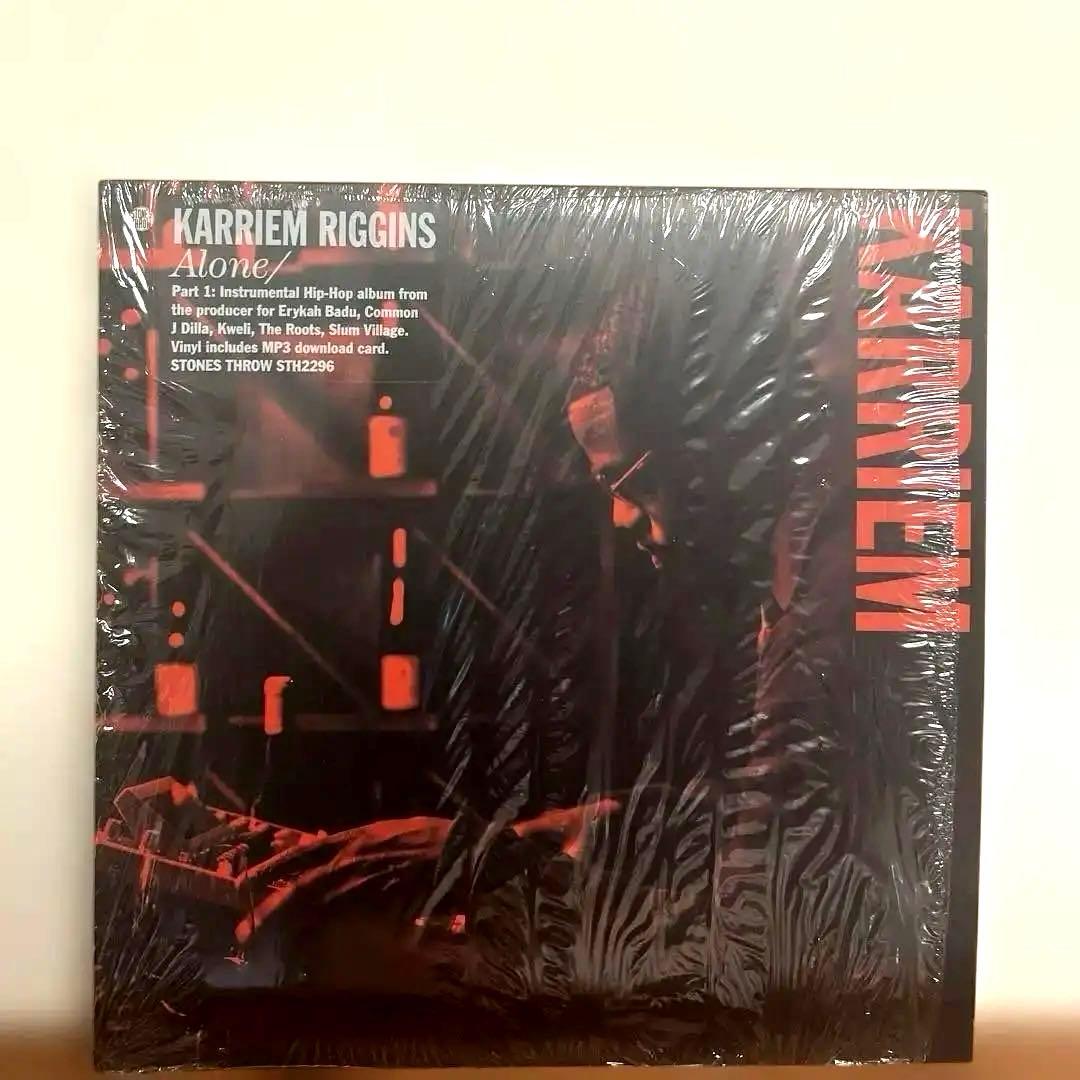 KARRIEM RIGGINS
Alone/
Part 1: Instrumental Hip-Hop album from
the producer for Erykah Badu, Common
J Dilla, Kweli, The Roots, Slum Village.
Vinyl includes MP3 download card.
STONES THROW STH2296
KARRIEM